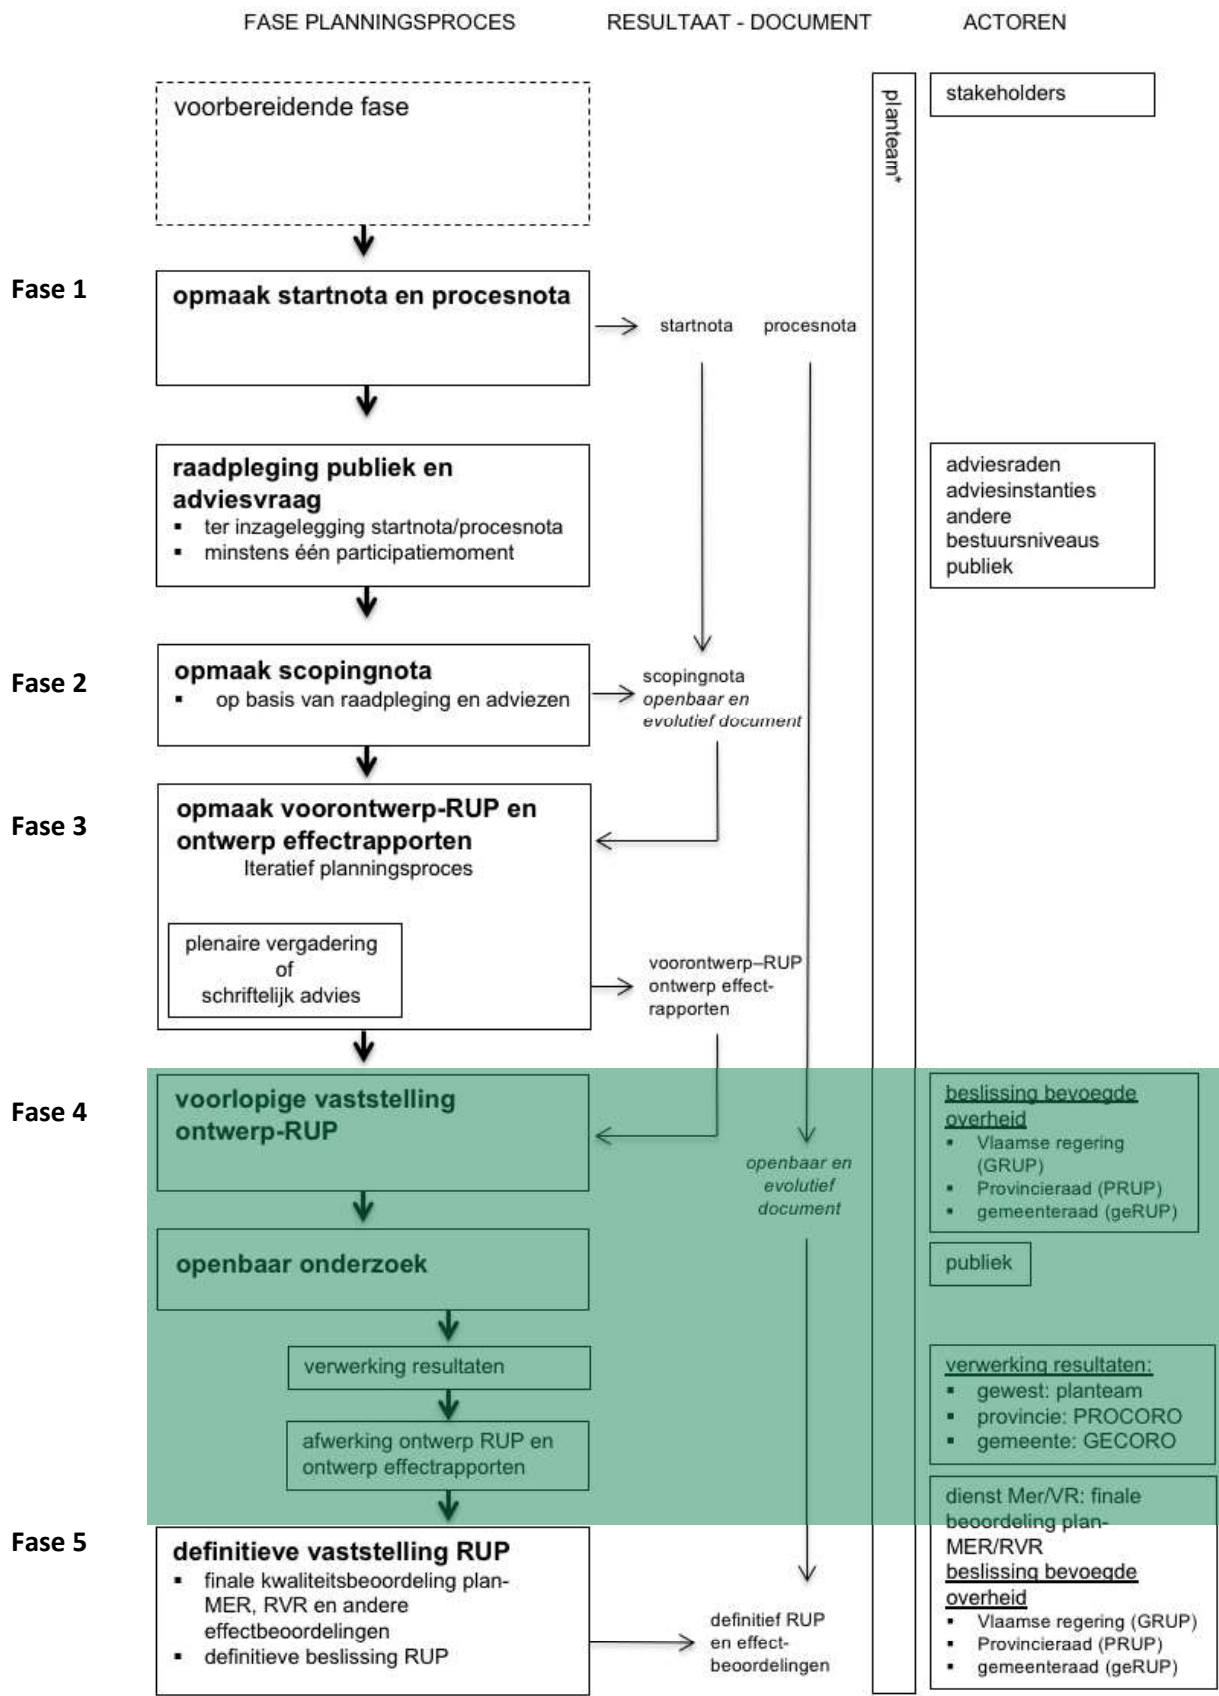 FASE PLANNINGSPROCES
RESULTAAT - DOCUMENT
ACTOREN
voorbereidende fase
planteam*
stakeholders
Fase 1
opmaak startnota en procesnota
startnota
procesnota
raadpleging publiek en
adviesvraag
▪ ter inzagelegging startnota/procesnota
▪ minstens één participatiemoment
adviesraden
adviesinstanties
andere
bestuursniveaus
publiek
Fase 2
opmaak scopingnota
▪ op basis van raadpleging en adviezen
scopingnota
openbaar en
evolutief document
Fase 3
opmaak voorontwerp-RUP en
ontwerp effectrapporten
Iteratief planningsproces
plenaire vergadering
of
schriftelijk advies
voorontwerp–RUP
ontwerp effect-
rapporten
Fase 4
voorlopige vaststelling
ontwerp-RUP
openbaar en
evolutief
document
beslissing bevoegde
overheid
▪ Vlaamse regering
(GRUP)
▪ Provincieraad (PRUP)
▪ gemeenteraad (geRUP)
openbaar onderzoek
publiek
verwerking resultaten
afwerking ontwerp RUP en
ontwerp effectrapporten
verwerking resultaten:
▪ gewest: planteam
▪ provincie: PROCORO
▪ gemeente: GECORO
Fase 5
definitieve vaststelling RUP
▪ finale kwaliteitsbeoordeling plan-
MER, RVR en andere
effectbeoordelingen
▪ definitieve beslissing RUP
definitief RUP
en effect-
beoordelingen
dienst Mer/VR: finale
beoordeling plan-
MER/RVR
beslissing bevoegde
overheid
▪ Vlaamse regering (GRUP)
▪ Provincieraad (PRUP)
▪ gemeenteraad (geRUP)